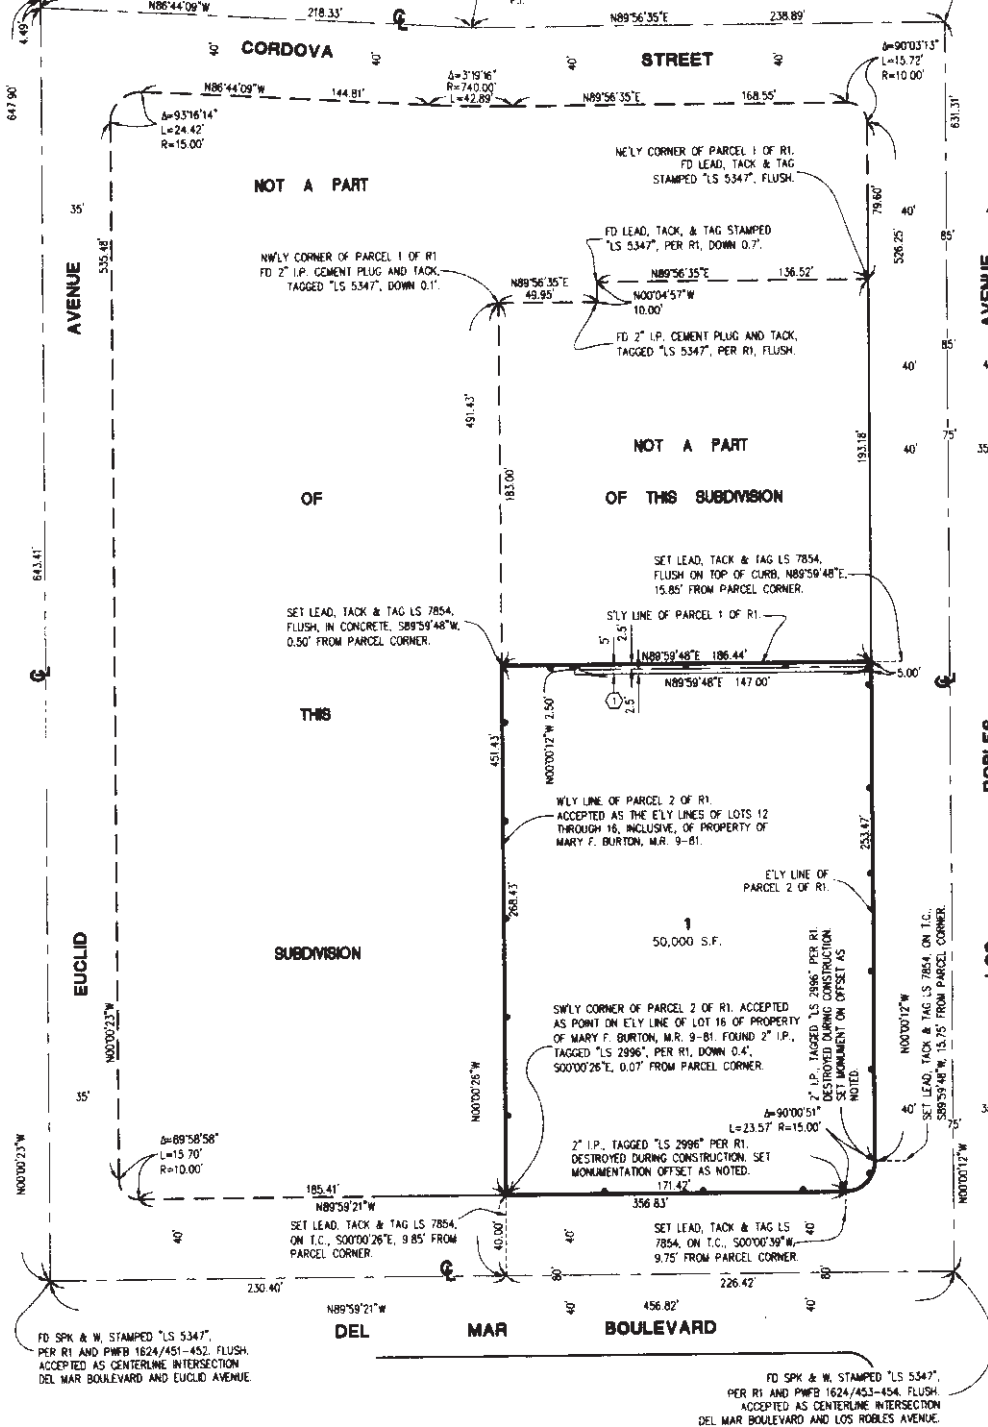 N86°44'09"W
218.33'
℄
P.I.
N89°56'35"E
238.89'
4.49'
40'
CORDOVA
40'
40'
STREET
40'
Δ=90°03'13"
L=15.72'
R=10.00'
Δ=3°19'16"
R=740.00'
L=42.89'
N86°44'09"W
144.81'
N89°56'35"E
168.55'
647.90'
631.31'
Δ=93°16'14"
L=24.42'
R=15.00'
NE'LY CORNER OF PARCEL 1 OF R1.
FD LEAD, TACK & TAG
STAMPED "LS 5347", FLUSH.
NOT A PART
79.60'
35'
40'
FD LEAD, TACK, & TAG STAMPED
"LS 5347", PER R1, DOWN 0.7'.
526.25'
85'
535.48'
NW'LY CORNER OF PARCEL 1 OF R1
FD 2" I.P. CEMENT PLUG AND TACK,
TAGGED "LS 5347", DOWN 0.1'.
N89°56'35"E
136.52'
N89°56'35"E
49.95'
N00°04'57"W
10.00'
AVENUE
AVENUE
FD 2" I.P. CEMENT PLUG AND TACK,
TAGGED "LS 5347", PER R1, FLUSH.
85'
40'
491.43'
75'
NOT A PART
193.18'
40'
35'
183.00'
OF
OF THIS SUBDIVISION
643.41'
SET LEAD, TACK & TAG LS 7854,
FLUSH ON TOP OF CURB, N89°59'48"E,
15.85' FROM PARCEL CORNER.
SET LEAD, TACK & TAG LS 7854,
FLUSH, IN CONCRETE, S89°59'48"W,
0.50' FROM PARCEL CORNER.
S'LY LINE OF PARCEL 1 OF R1.
5'
2.5'
N89°59'48"E 186.44'
℄
N89°59'48"E 147.00'
5.00'
℄
1
2.5'
THIS
N00°00'12"W 2.50'
451.43'
ROBLES
W'LY LINE OF PARCEL 2 OF R1.
ACCEPTED AS THE E'LY LINES OF LOTS 12
THROUGH 16, INCLUSIVE, OF PROPERTY OF
MARY F. BURTON, M.R. 9-81.
253.47'
E'LY LINE OF
PARCEL 2 OF R1.
268.43'
1
50,000 S.F.
EUCLID
SUBDIVISION
LOS
2" I.P., TAGGED "LS 2996" PER R1.
DESTROYED DURING CONSTRUCTION.
SET MONUMENT ON OFFSET AS
NOTED.
SET LEAD, TACK & TAG LS 7854, ON T.C.,
S89°59'48"W, 15.75' FROM PARCEL CORNER.
SW'LY CORNER OF PARCEL 2 OF R1. ACCEPTED
AS POINT ON E'LY LINE OF LOT 16 OF PROPERTY
OF MARY F. BURTON, M.R. 9-81. FOUND 2" I.P.,
TAGGED "LS 2996", PER R1, DOWN 0.4',
S00°00'26"E, 0.07' FROM PARCEL CORNER.
N00°00'23"W
N00°00'26"W
N00°00'12"W
35'
40'
75'
Δ=90°00'51"
L=23.57' R=15.00'
Δ=89°58'58"
L=15.70'
R=10.00'
2" I.P., TAGGED "LS 2996" PER R1.
DESTROYED DURING CONSTRUCTION. SET
MONUMENTATION OFFSET AS NOTED.
N00°00'23"W
N00°00'12"W
185.41'
171.42'
N89°59'21"W
356.83'
40'
SET LEAD, TACK & TAG LS 7854,
ON T.C., S00°00'26"E, 9.85' FROM
PARCEL CORNER.
40.00'
40'
SET LEAD, TACK & TAG LS
7854, ON T.C., S00°00'39"W,
9.75' FROM PARCEL CORNER.
40'
℄
80'
80'
230.40'
226.42'
N89°59'21"W
40'
456.82'
40'
DEL MAR BOULEVARD
FD SPK & W, STAMPED "LS 5347",
PER R1 AND PWFB 1624/451-452, FLUSH.
ACCEPTED AS CENTERLINE INTERSECTION
DEL MAR BOULEVARD AND EUCLID AVENUE.
FD SPK & W, STAMPED "LS 5347",
PER R1 AND PWFB 1624/453-454, FLUSH.
ACCEPTED AS CENTERLINE INTERSECTION
DEL MAR BOULEVARD AND LOS ROBLES AVENUE.